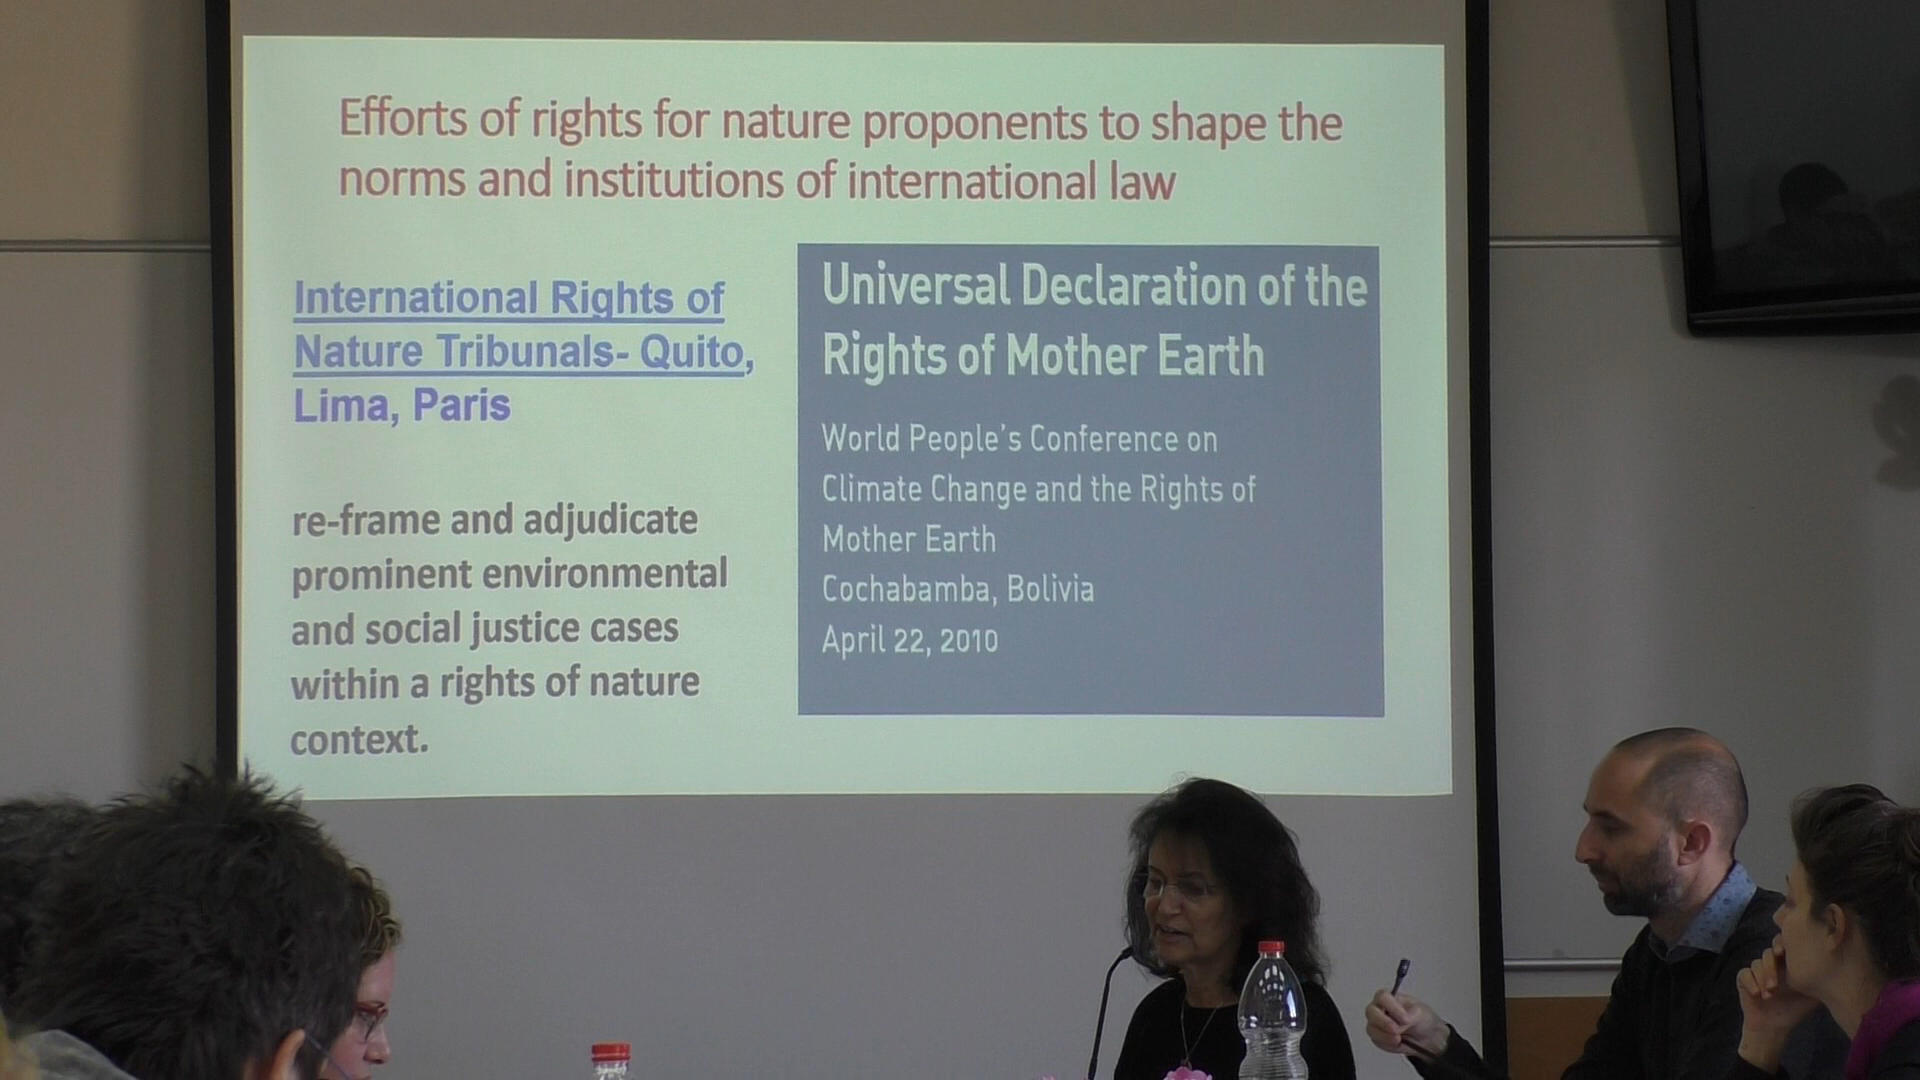 Efforts of rights for nature proponents to shape the
norms and institutions of international law
International Rights of
Nature Tribunals- Quito,
Lima, Paris
re-frame and adjudicate
prominent environmental
and social justice cases
within a rights of nature
context.
Universal Declaration of the
Rights of Mother Earth
World People's Conference on
Climate Change and the Rights of
Mother Earth
Cochabamba, Bolivia
April 22, 2010